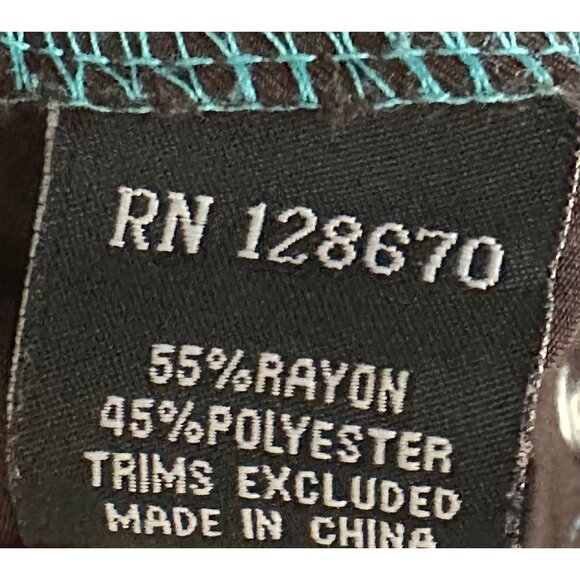 RN 128670
55%RAYON
45%POLYESTER
TRIMS EXCLUDED
MADE IN CHINA